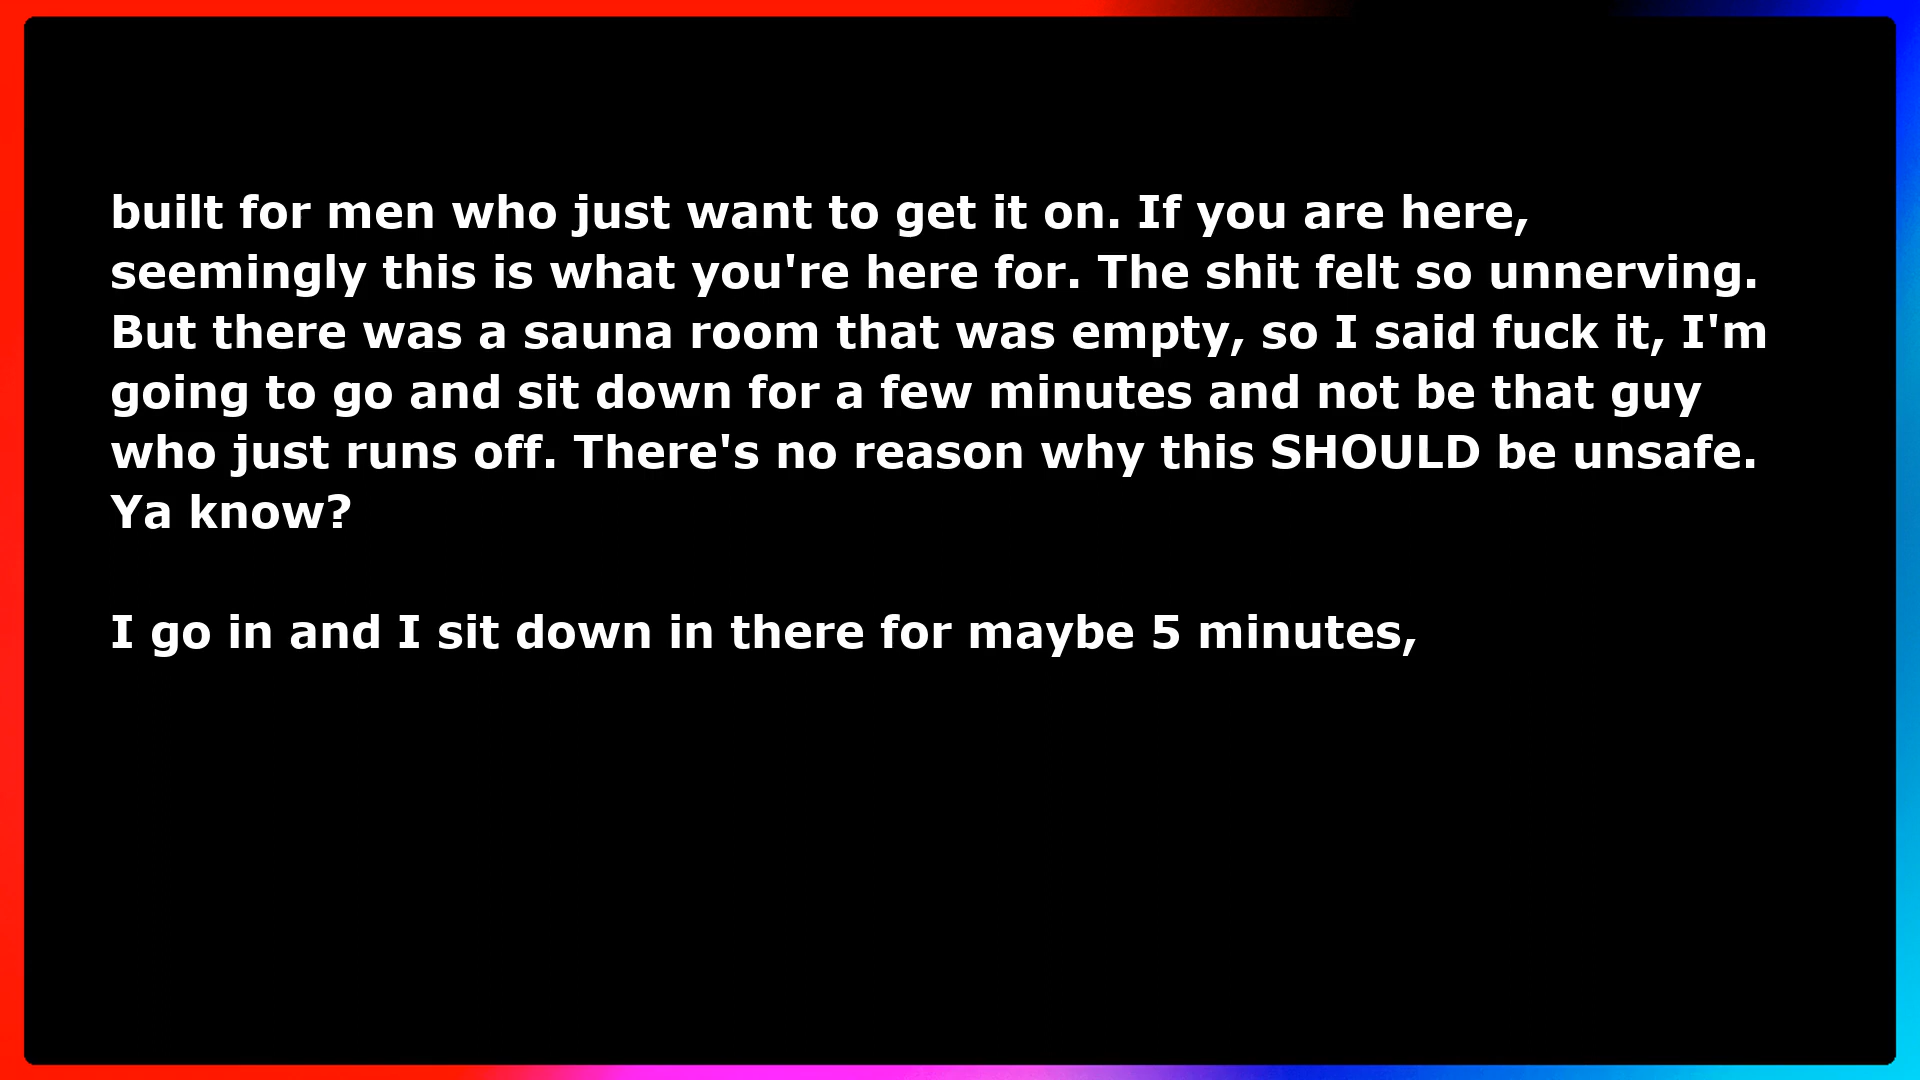 built for men who just want to get it on. If you are here,
seemingly this is what you're here for. The shit felt so unnerving.
But there was a sauna room that was empty, so I said fuck it, I'm
going to go and sit down for a few minutes and not be that guy
who just runs off. There's no reason why this SHOULD be unsafe.
Ya know?
I go in and I sit down in there for maybe 5 minutes,